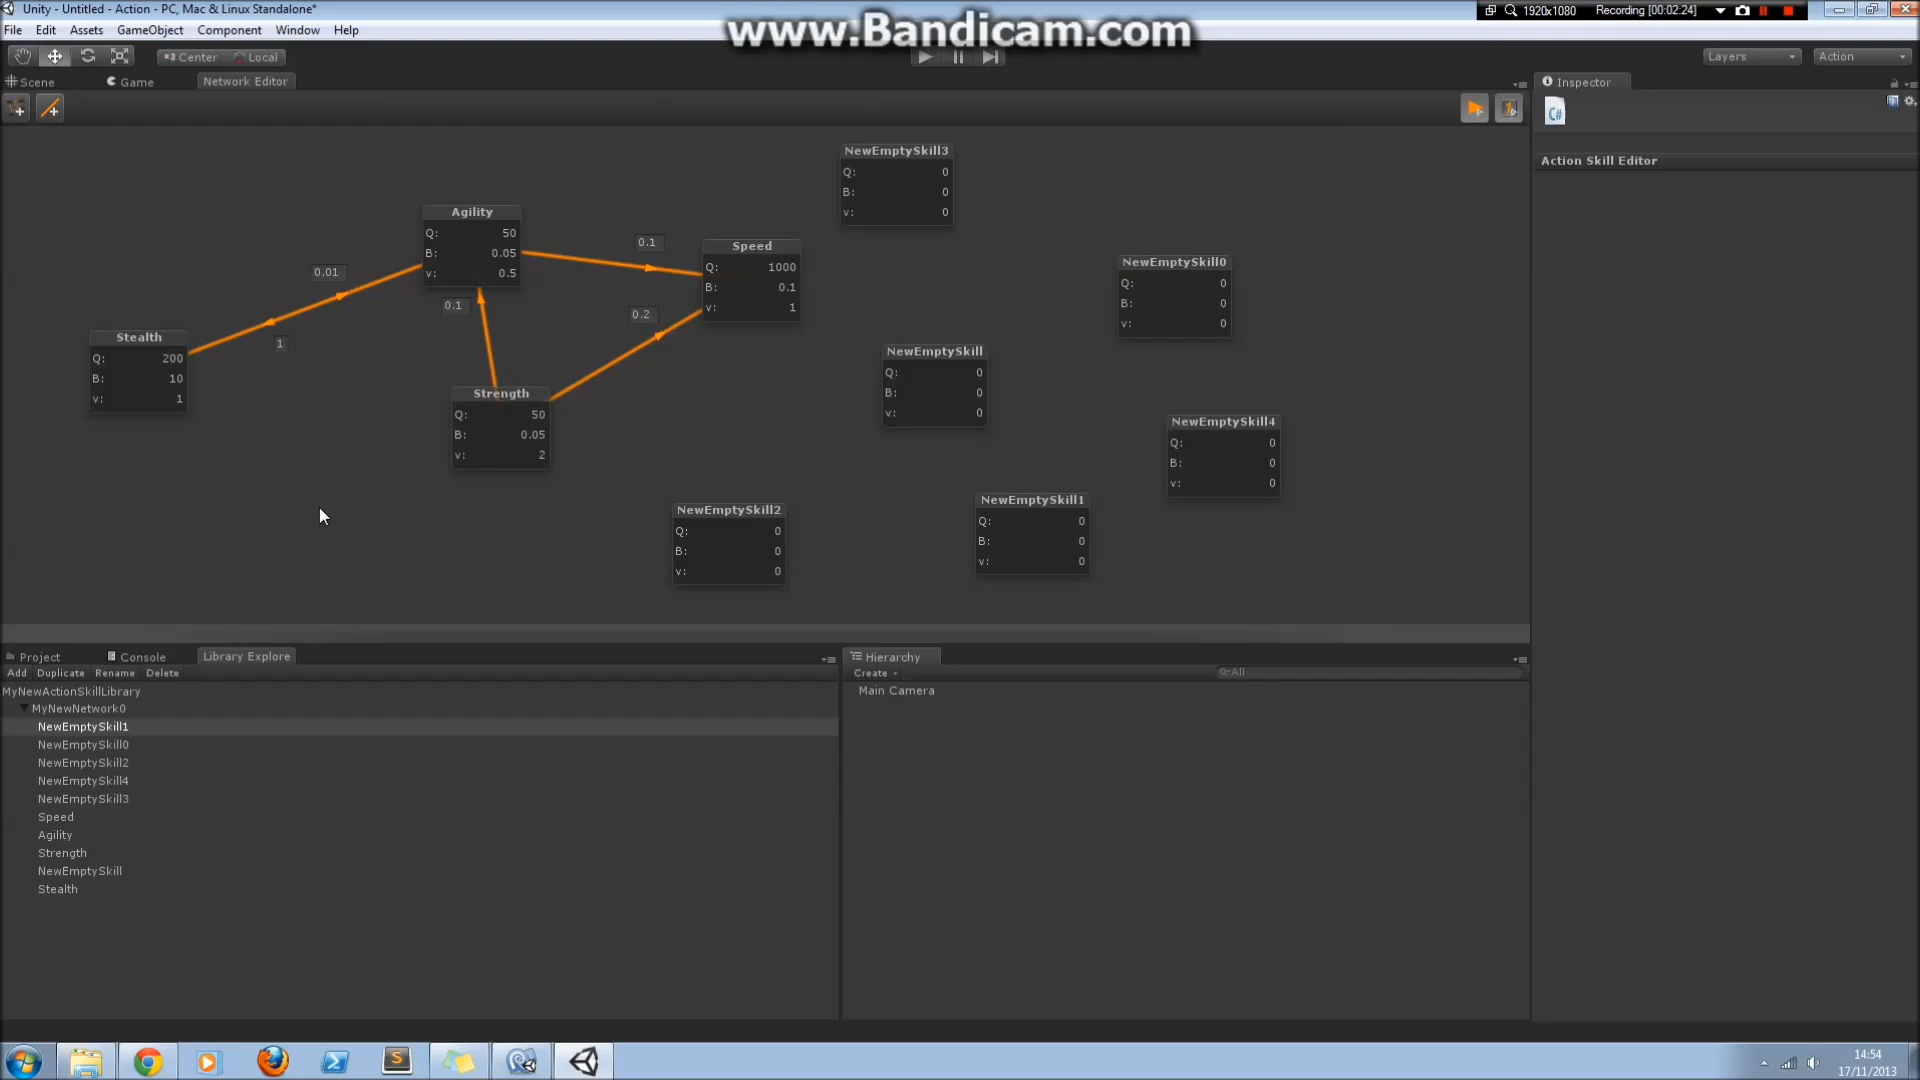 Unity - Untitled - Action - PC, Mac & Linux Standalone*
1920x1080
Recording [00:02:24]
www.Bandicam.com
File Edit Assets GameObject Component Window Help
Center Local
Layers
Action
Scene Game Network Editor
Inspector
C#
Action Skill Editor
NewEmptySkill3
Q: 0
B: 0
v: 0
Agility
Q: 50
B: 0.05
v: 0.5
0.1
Speed
Q: 1000
B: 0.1
v: 1
NewEmptySkill0
Q: 0
B: 0
v: 0
0.01
0.1
0.2
1
Stealth
Q: 200
B: 10
v: 1
NewEmptySkill
Q: 0
B: 0
v: 0
Strength
Q: 50
B: 0.05
v: 2
NewEmptySkill4
Q: 0
B: 0
v: 0
NewEmptySkill2
Q: 0
B: 0
v: 0
NewEmptySkill1
Q: 0
B: 0
v: 0
Project Console Library Explore
Add Duplicate Rename Delete
MyNewActionSkillLibrary
MyNewNetwork0
NewEmptySkill1
NewEmptySkill0
NewEmptySkill2
NewEmptySkill4
NewEmptySkill3
Speed
Agility
Strength
NewEmptySkill
Stealth
Hierarchy
Create
All
Main Camera
S
14:54
17/11/2013